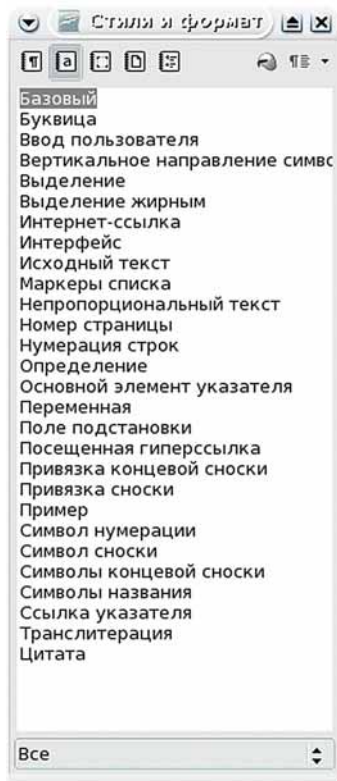 Стили и формат
Базовый
Буквица
Ввод пользователя
Вертикальное направление симво
Выделение
Выделение жирным
Интернет-ссылка
Интерфейс
Исходный текст
Маркеры списка
Непропорциональный текст
Номер страницы
Нумерация строк
Определение
Основной элемент указателя
Переменная
Поле подстановки
Посещенная гиперссылка
Привязка концевой сноски
Привязка сноски
Пример
Символ нумерации
Символ сноски
Символы концевой сноски
Символы названия
Ссылка указателя
Транслитерация
Цитата
Все